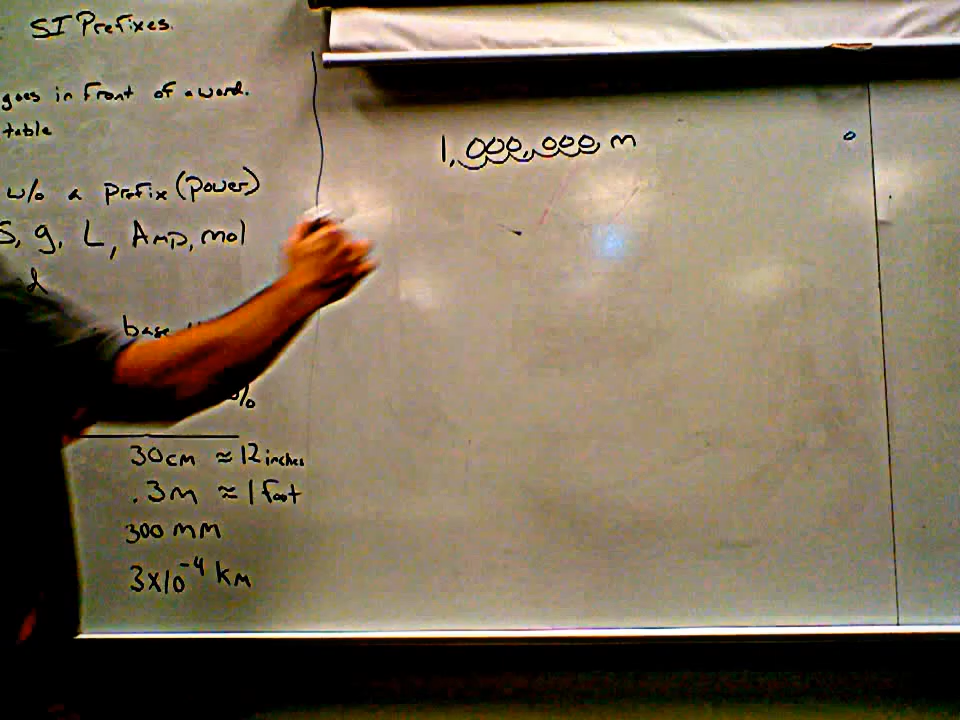 SI Prefixes.
goes in front of a word.
table
w/o a prefix (power)
S, g, L, Amp, mol
base
%
30cm ≈ 12 inches
.3m ≈ 1 foot
300 mm
3x10⁻⁴ km
1,000,000 m